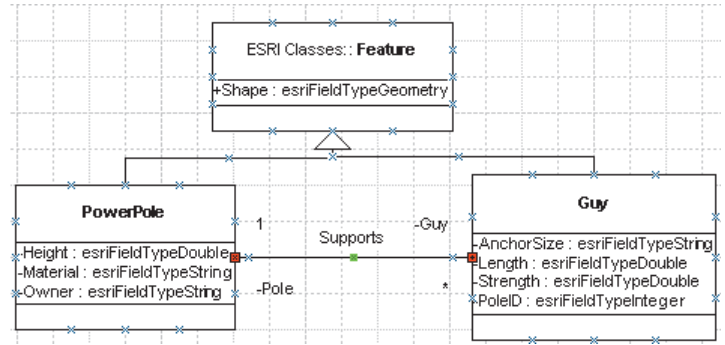 ESRI Classes:: Feature
+Shape : esriFieldTypeGeometry
PowerPole
-Height : esriFieldTypeDouble
-Material : esriFieldTypeString
-Owner : esriFieldTypeString
1
-Pole
Supports
-Guy
*
Guy
-AnchorSize : esriFieldTypeString
-Length : esriFieldTypeDouble
-Strength : esriFieldTypeDouble
-PoleID : esriFieldTypeInteger